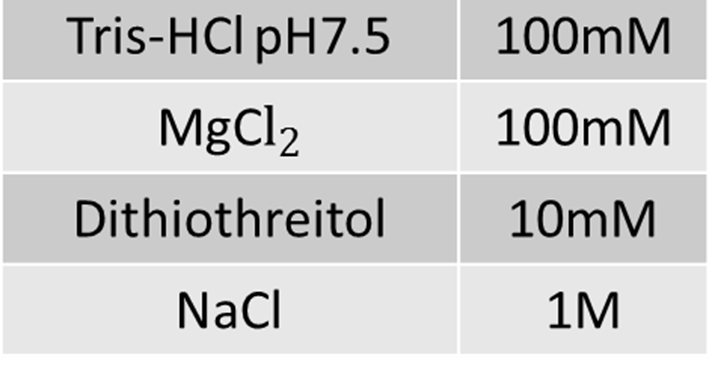 Tris-HCl pH7.5 100mM
MgCl₂ 100mM
Dithiothreitol 10mM
NaCl 1M